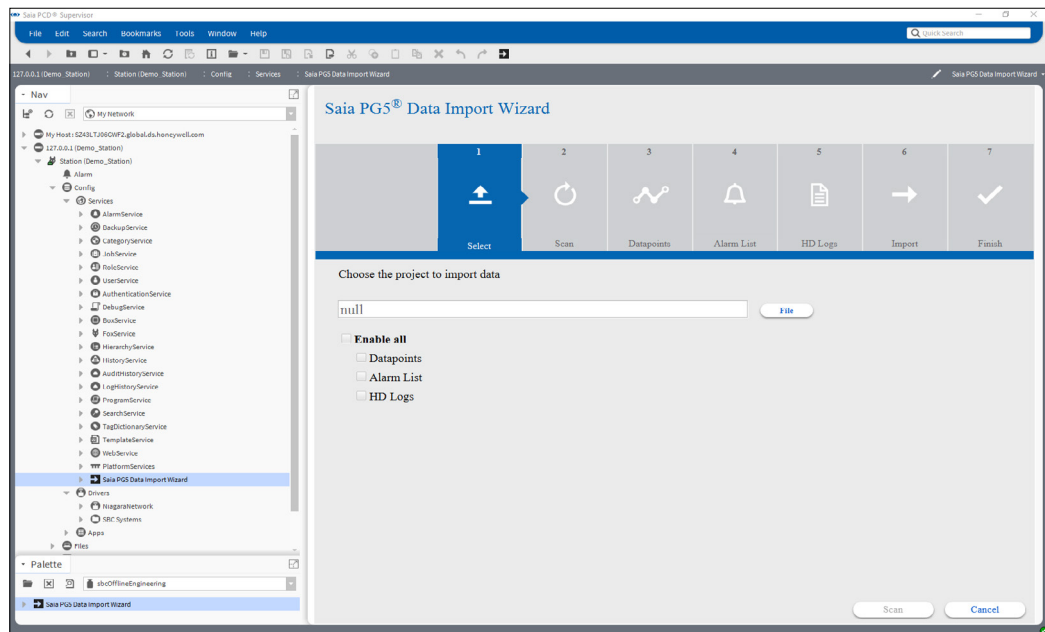 Saia PCD® Supervisor
File Edit Search Bookmarks Tools Window Help
Quick Search
127.0.0.1 (Demo_Station) : Station (Demo_Station) : Config : Services : Saia PG5 Data Import Wizard
Saia PG5 Data Import Wizard
Nav
My Network
My Host : SZ43LTJ06GWF2.global.ds.honeywell.com
127.0.0.1 (Demo_Station)
Station (Demo_Station)
Alarm
Config
Services
AlarmService
BackupService
CategoryService
JobService
RoleService
UserService
AuthenticationService
DebugService
BoxService
FoxService
HierarchyService
HistoryService
AuditHistoryService
LogHistoryService
ProgramService
SearchService
TagDictionaryService
TemplateService
WebService
PlatformServices
Saia PG5 Data Import Wizard
Drivers
NiagaraNetwork
SBC Systems
Apps
Files
Palette
sbcOfflineEngineering
Saia PG5 Data Import Wizard
Saia PG5® Data Import Wizard
1 2 3 4 5 6 7
Select Scan Datapoints Alarm List HD Logs Import Finish
Choose the project to import data
null File
Enable all
Datapoints
Alarm List
HD Logs
Scan Cancel